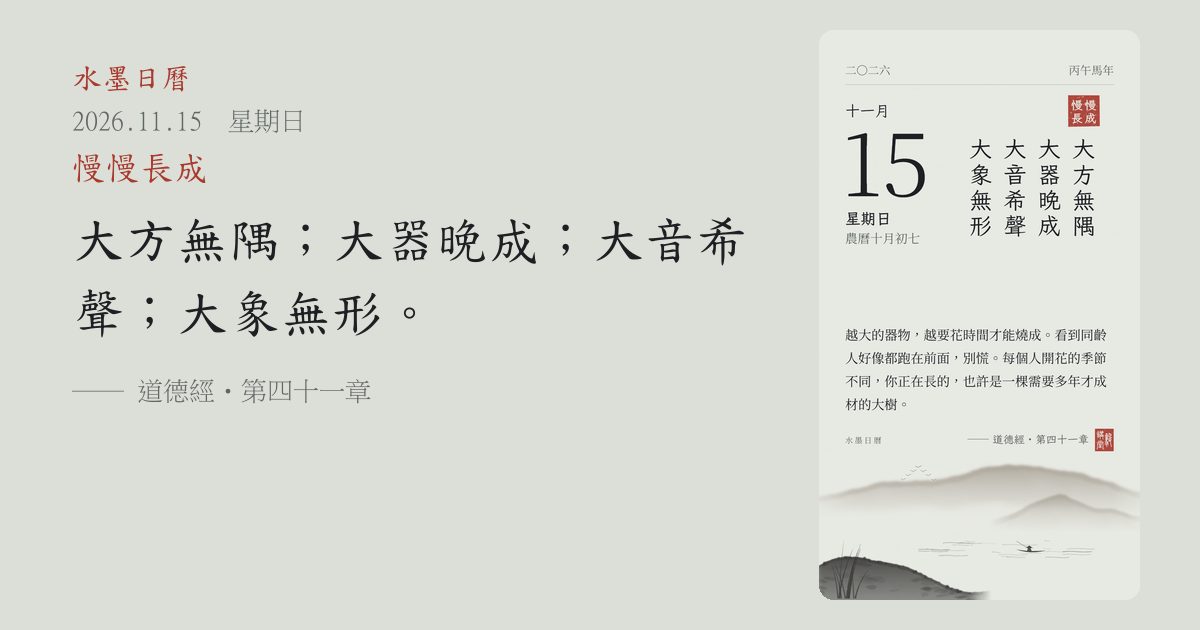 水墨日曆
2026.11.15 星期日
慢慢長成
大方無隅；大器晚成；大音希
聲；大象無形。
—— 道德經・第四十一章
二〇二六 丙午馬年
十一月
15
星期日
農曆十月初七
慢慢
長成
大方無隅
大器晚成
大音希聲
大象無形
越大的器物，越要花時間才能燒成。看到同齡
人好像都跑在前面，別慌。每個人開花的季節
不同，你正在長的，也許是一棵需要多年才成
材的大樹。
水墨日曆
—— 道德經・第四十一章